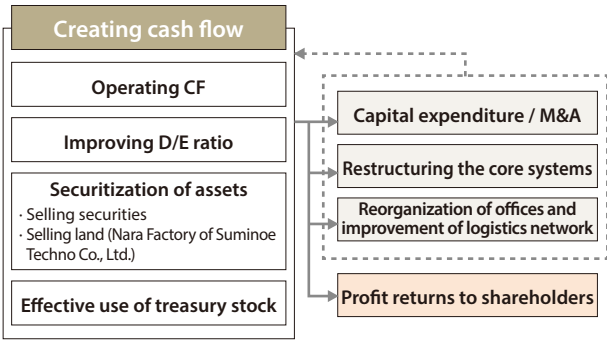 Creating cash flow
Operating CF
Improving D/E ratio
Securitization of assets
· Selling securities
· Selling land (Nara Factory of Suminoe
Techno Co., Ltd.)
Effective use of treasury stock
Capital expenditure / M&A
Restructuring the core systems
Reorganization of offices and
improvement of logistics network
Profit returns to shareholders